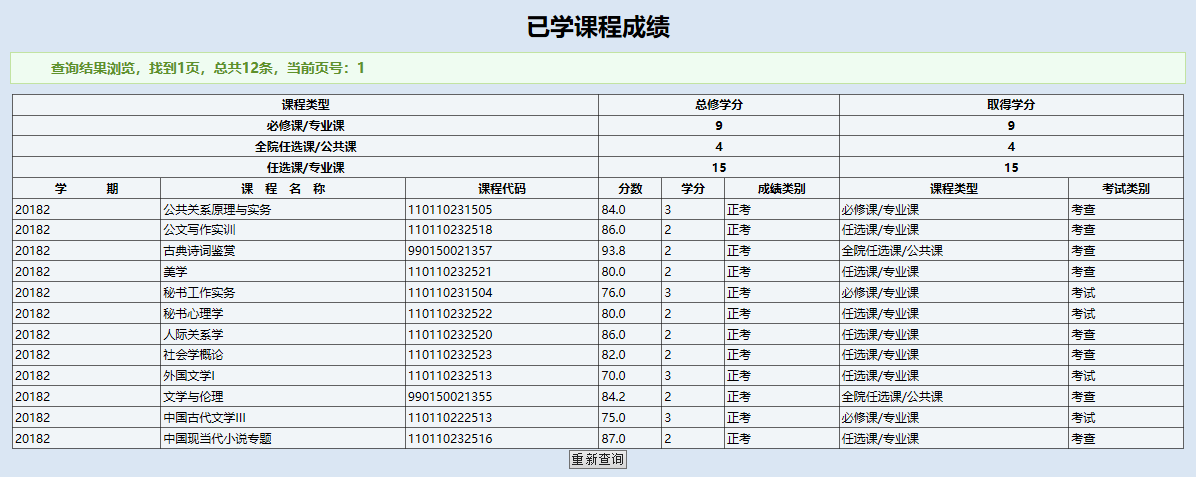 已学课程成绩
查询结果浏览，找到1页，总共12条，当前页号：1
课程类型 总修学分 取得学分
必修课/专业课 9 9
全院任选课/公共课 4 4
任选课/专业课 15 15
学 期 课 程 名 称 课程代码 分数 学分 成绩类别 课程类型 考试类别
20182 公共关系原理与实务 110110231505 84.0 3 正考 必修课/专业课 考查
20182 公文写作实训 110110232518 86.0 2 正考 任选课/专业课 考查
20182 古典诗词鉴赏 990150021357 93.8 2 正考 全院任选课/公共课 考查
20182 美学 110110232521 80.0 2 正考 任选课/专业课 考查
20182 秘书工作实务 110110231504 76.0 3 正考 必修课/专业课 考试
20182 秘书心理学 110110232522 80.0 2 正考 任选课/专业课 考试
20182 人际关系学 110110232520 86.0 2 正考 任选课/专业课 考查
20182 社会学概论 110110232523 82.0 2 正考 任选课/专业课 考查
20182 外国文学I 110110232513 70.0 3 正考 任选课/专业课 考试
20182 文学与伦理 990150021355 84.2 2 正考 全院任选课/公共课 考查
20182 中国古代文学III 110110222513 75.0 3 正考 必修课/专业课 考试
20182 中国现当代小说专题 110110232516 87.0 2 正考 任选课/专业课 考查
重新查询